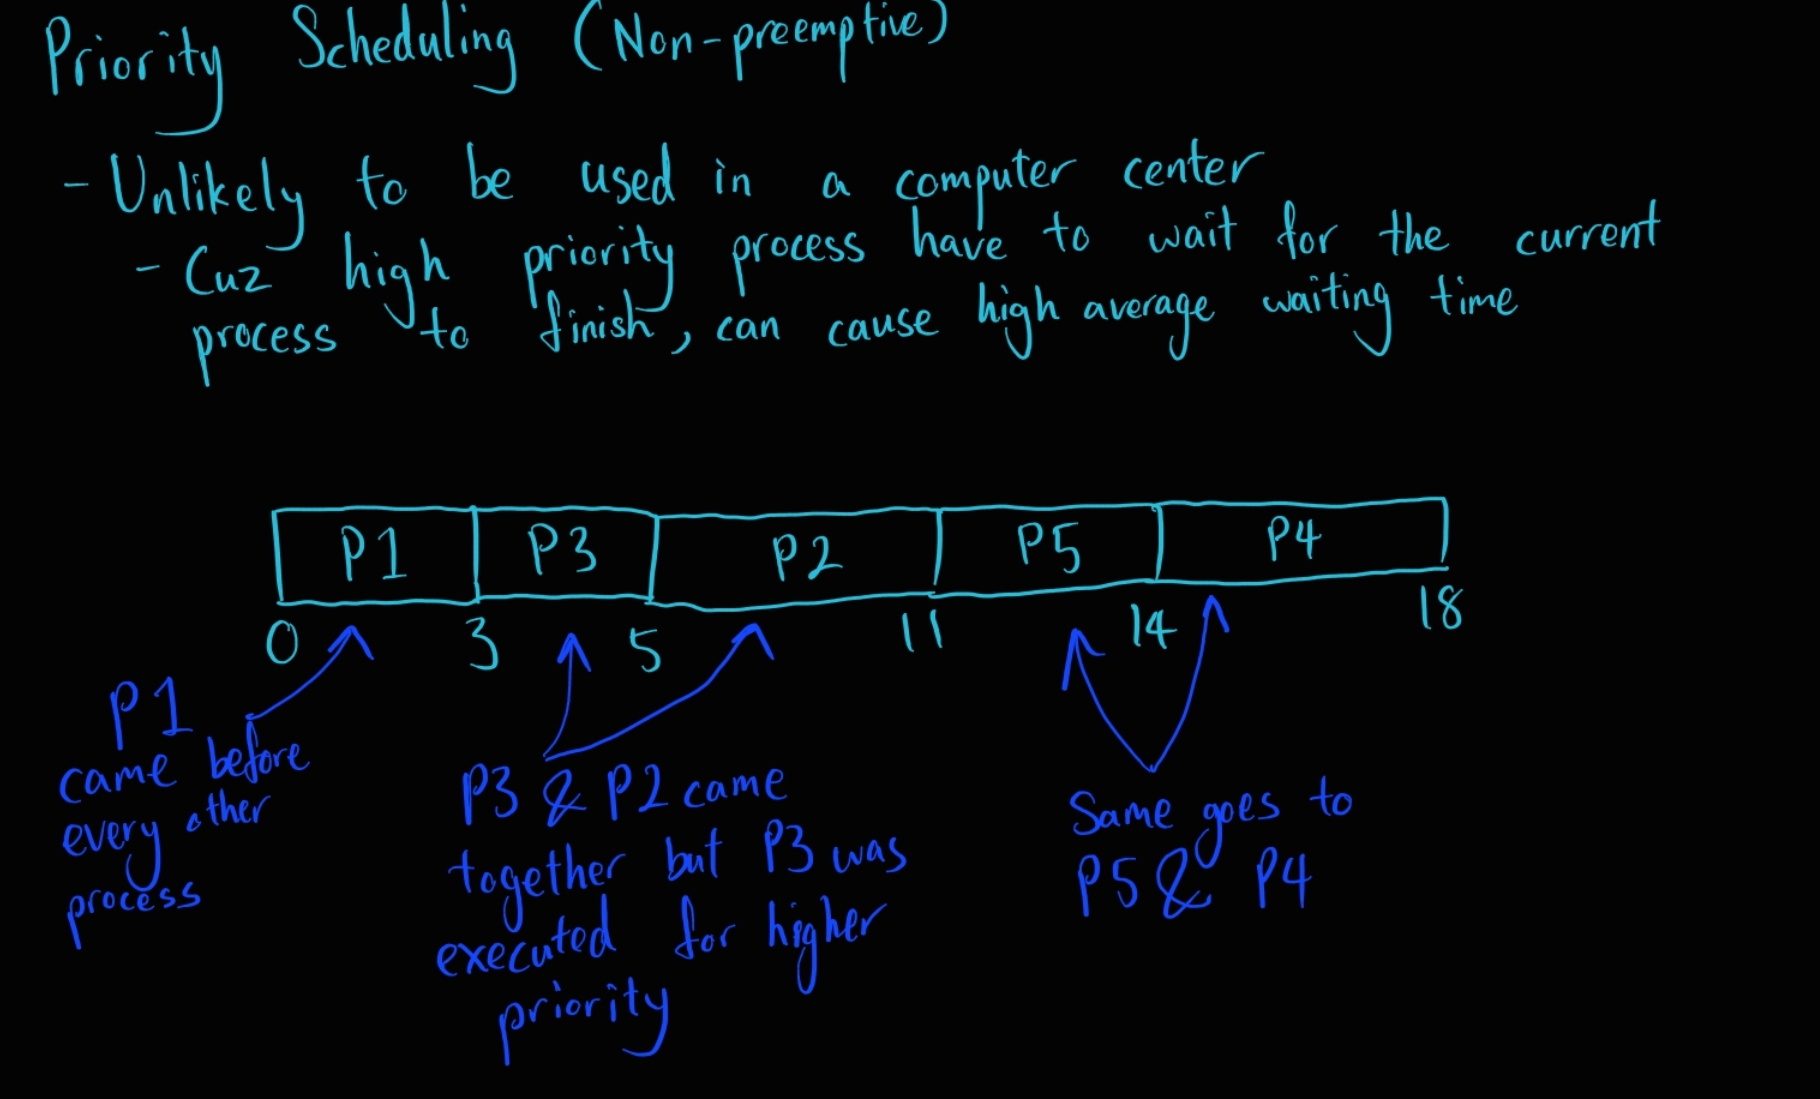 Priority Scheduling (Non-preemptive)
- Unlikely to be used in a computer center
- Cuz high priority process have to wait for the current
process to finish, can cause high average waiting time
P1 P3 P2 P5 P4
0 3 5 11 14 18
P1
came before
every other
process
P3 & P2 came
together but P3 was
executed for higher
priority
Same goes to
P5 & P4